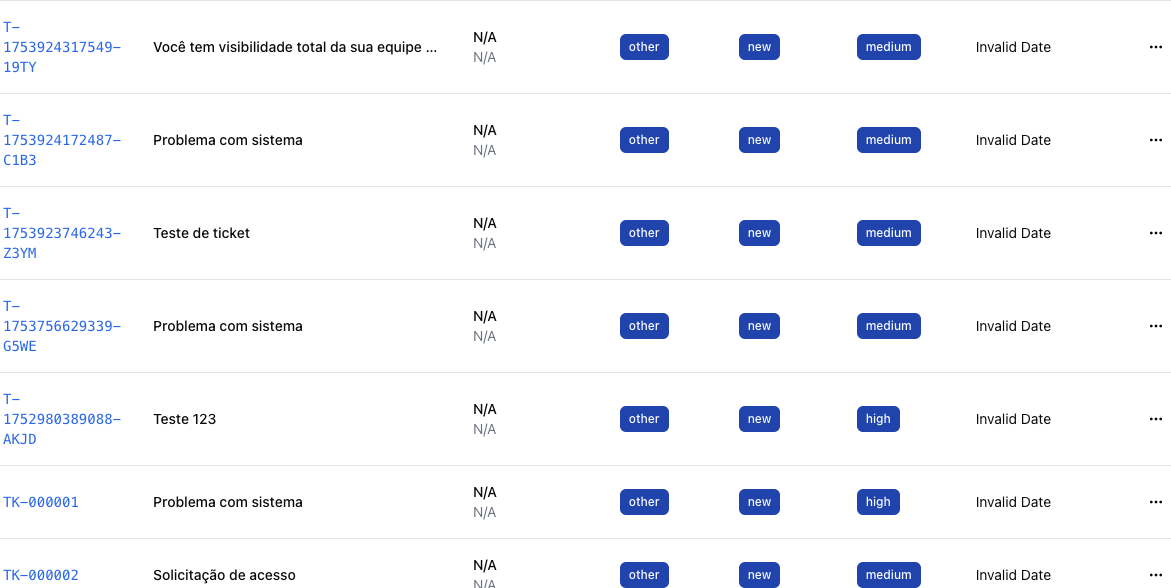 T-
1753924317549-
19TY
Você tem visibilidade total da sua equipe ...
N/A
N/A
other
new
medium
Invalid Date
T-
1753924172487-
C1B3
Problema com sistema
N/A
N/A
other
new
medium
Invalid Date
T-
1753923746243-
Z3YM
Teste de ticket
N/A
N/A
other
new
medium
Invalid Date
T-
1753756629339-
G5WE
Problema com sistema
N/A
N/A
other
new
medium
Invalid Date
T-
1752980389088-
AKJD
Teste 123
N/A
N/A
other
new
high
Invalid Date
TK-000001
Problema com sistema
N/A
N/A
other
new
high
Invalid Date
TK-000002
Solicitação de acesso
N/A
N/A
other
new
medium
Invalid Date